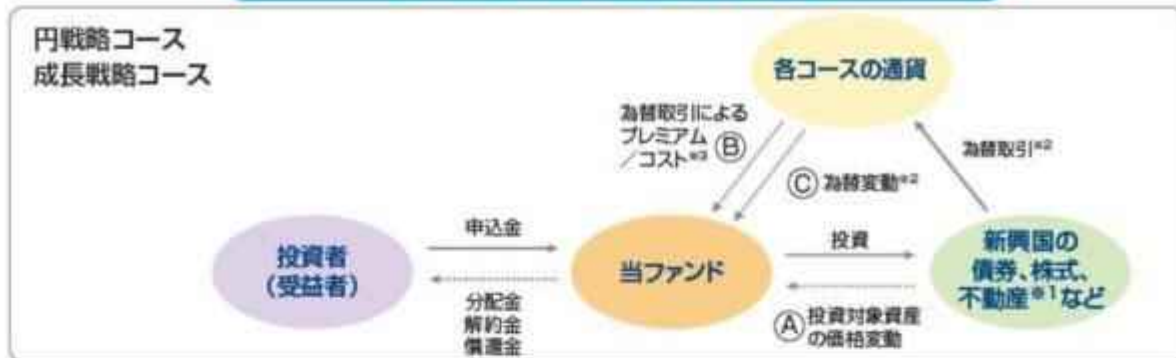 円戦略コース
成長戦略コース
各コースの通貨
為替取引による
プレミアム
/コスト※3 Ⓑ
Ⓒ 為替変動※2
為替取引※2
投資者
(受益者)
申込金
分配金
解約金
償還金
当ファンド
投資
Ⓐ 投資対象資産
の価格変動
新興国の
債券、株式、
不動産※1など